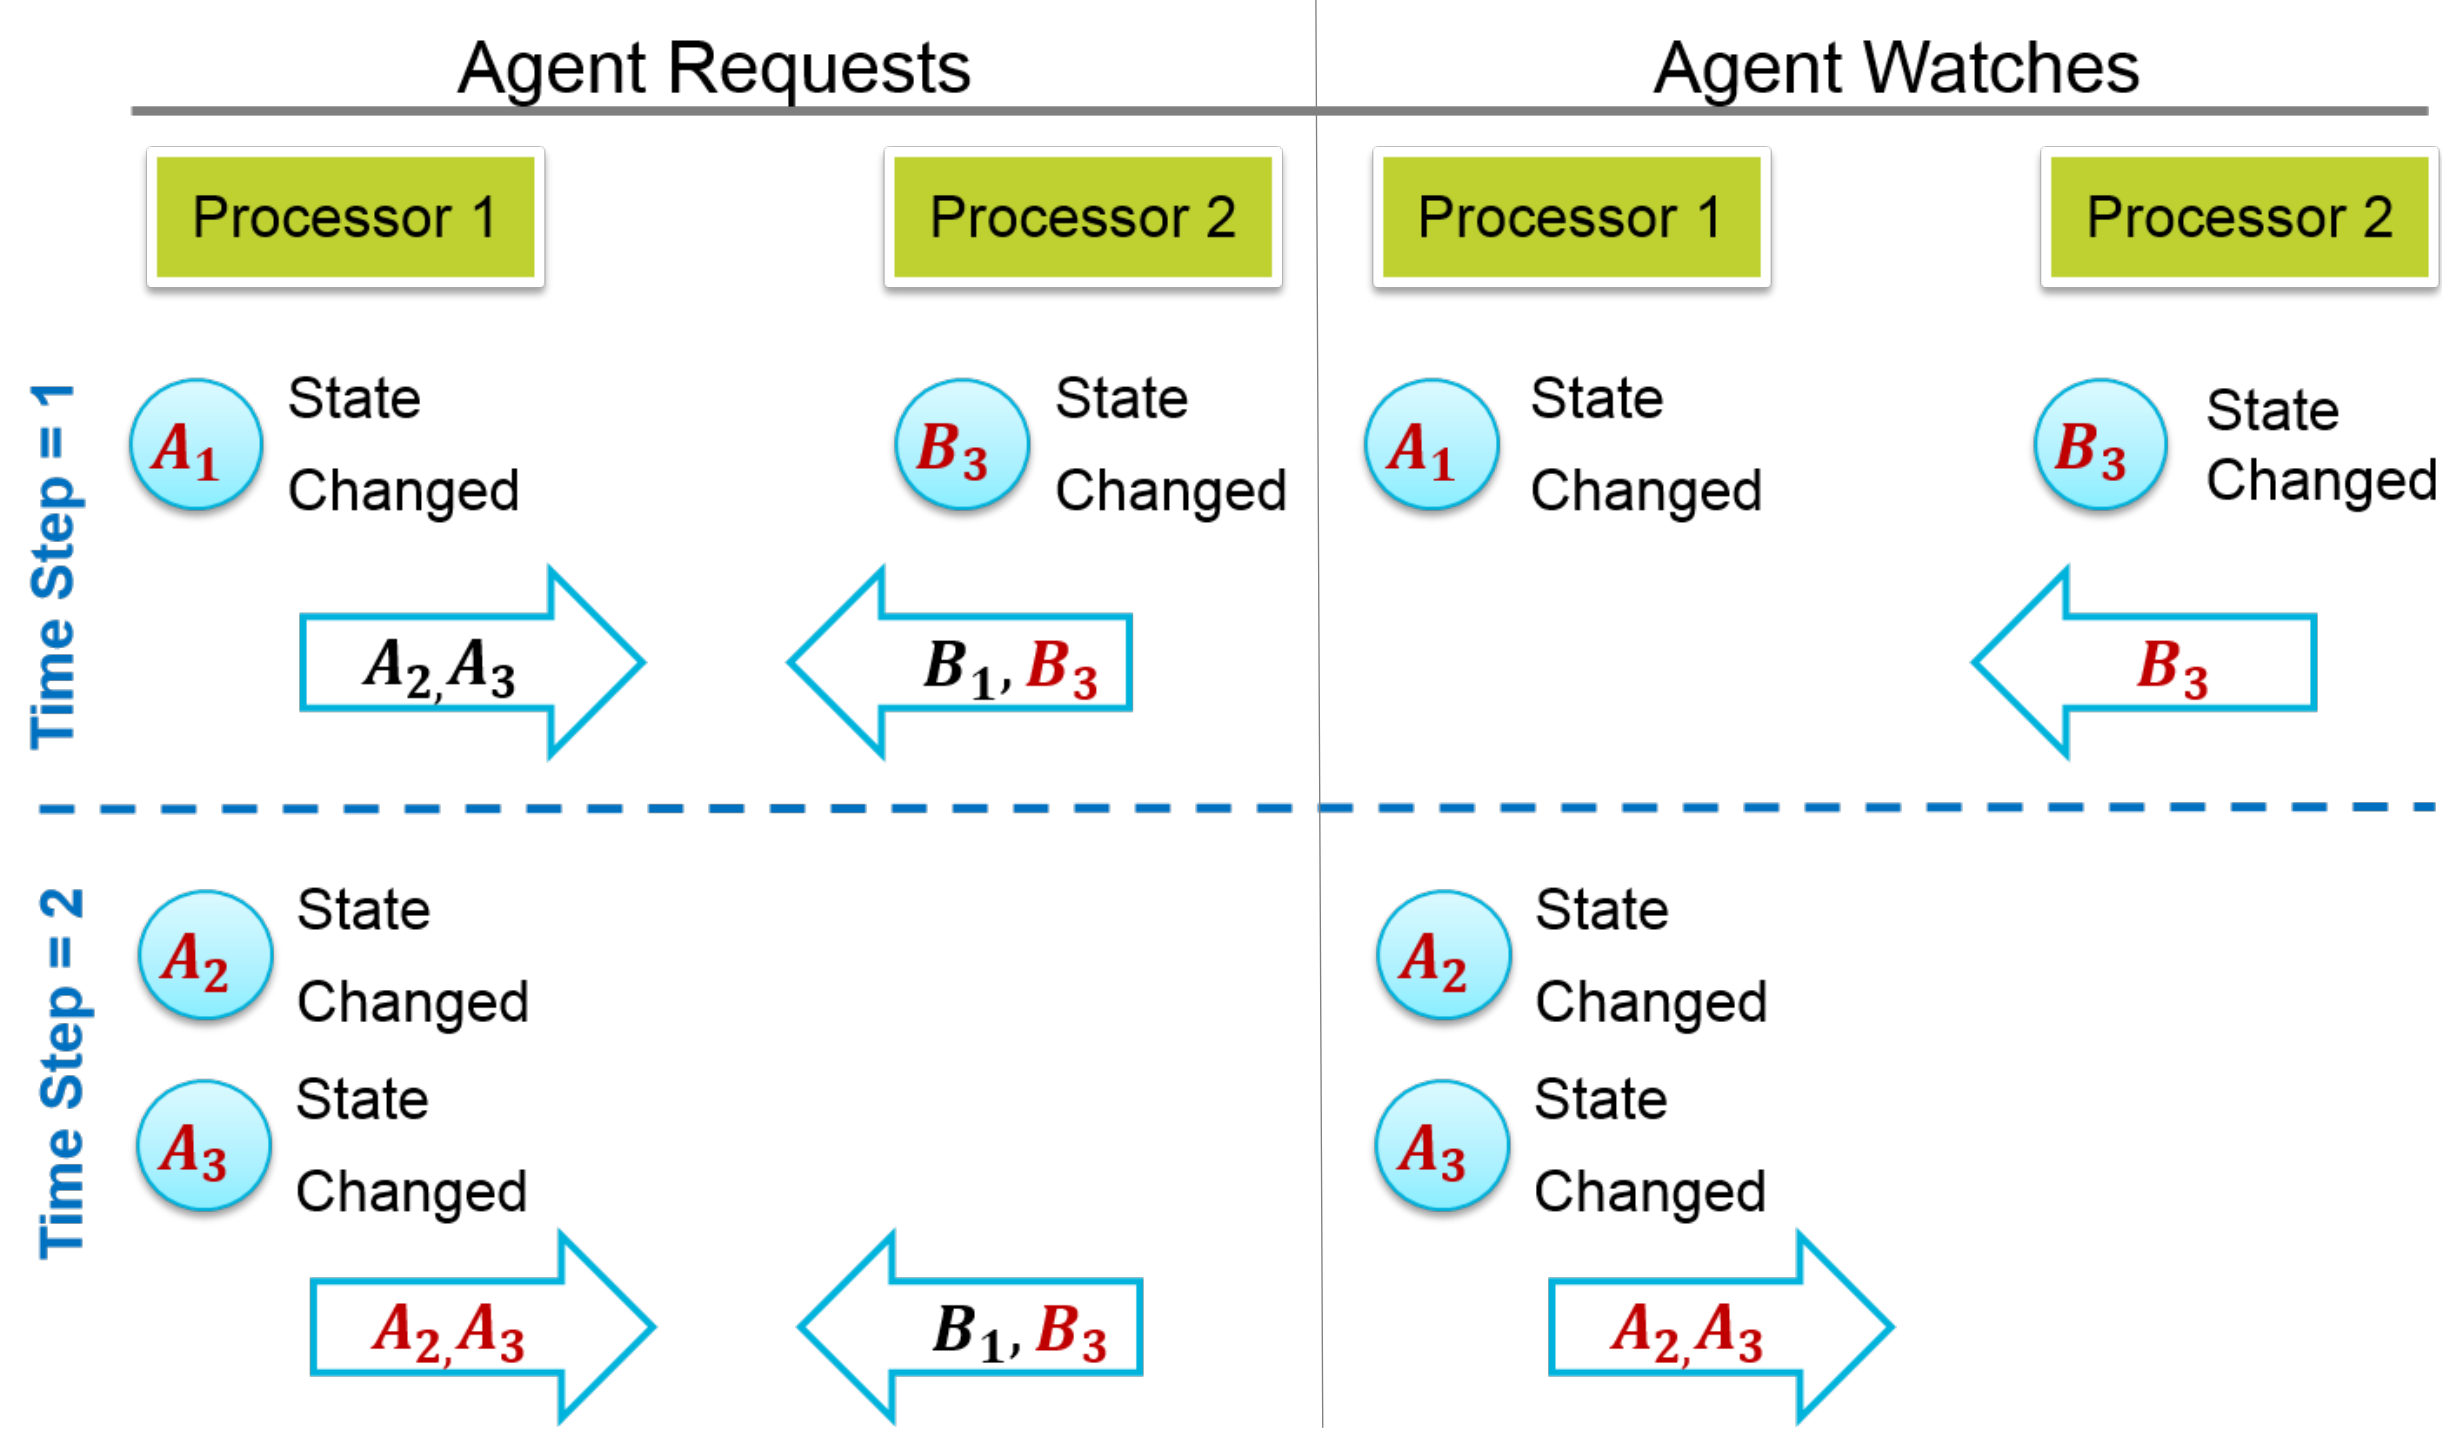 Agent Requests
Agent Watches
Processor 1
Processor 2
Processor 1
Processor 2
Time Step = 1
A₁
State
Changed
B₃
State
Changed
A₁
State
Changed
B₃
State
Changed
A₂, A₃
B₁, B₃
B₃
Time Step = 2
A₂
State
Changed
A₂
State
Changed
A₃
State
Changed
A₃
State
Changed
A₂, A₃
B₁, B₃
A₂, A₃